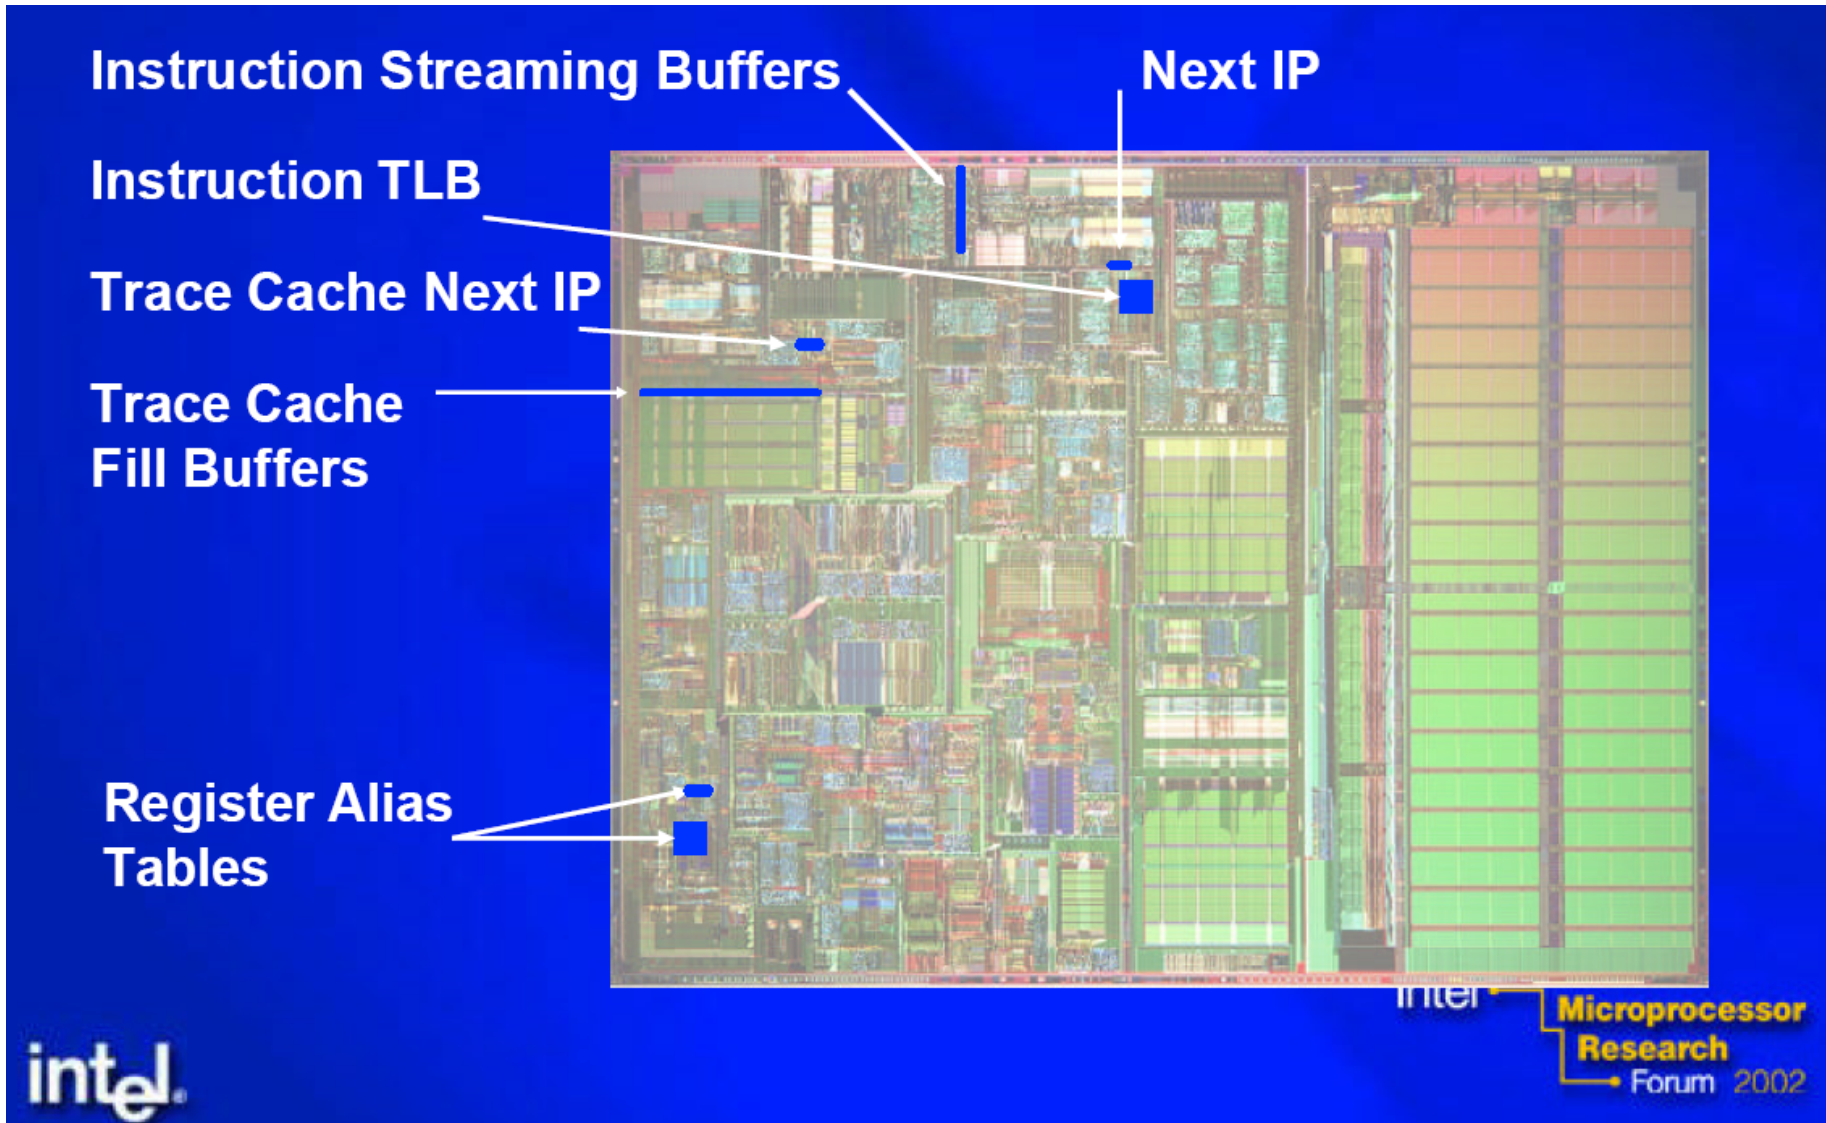 Instruction Streaming Buffers
Next IP
Instruction TLB
Trace Cache Next IP
Trace Cache
Fill Buffers
Register Alias
Tables
intel
Microprocessor
Research
Forum 2002
intel®